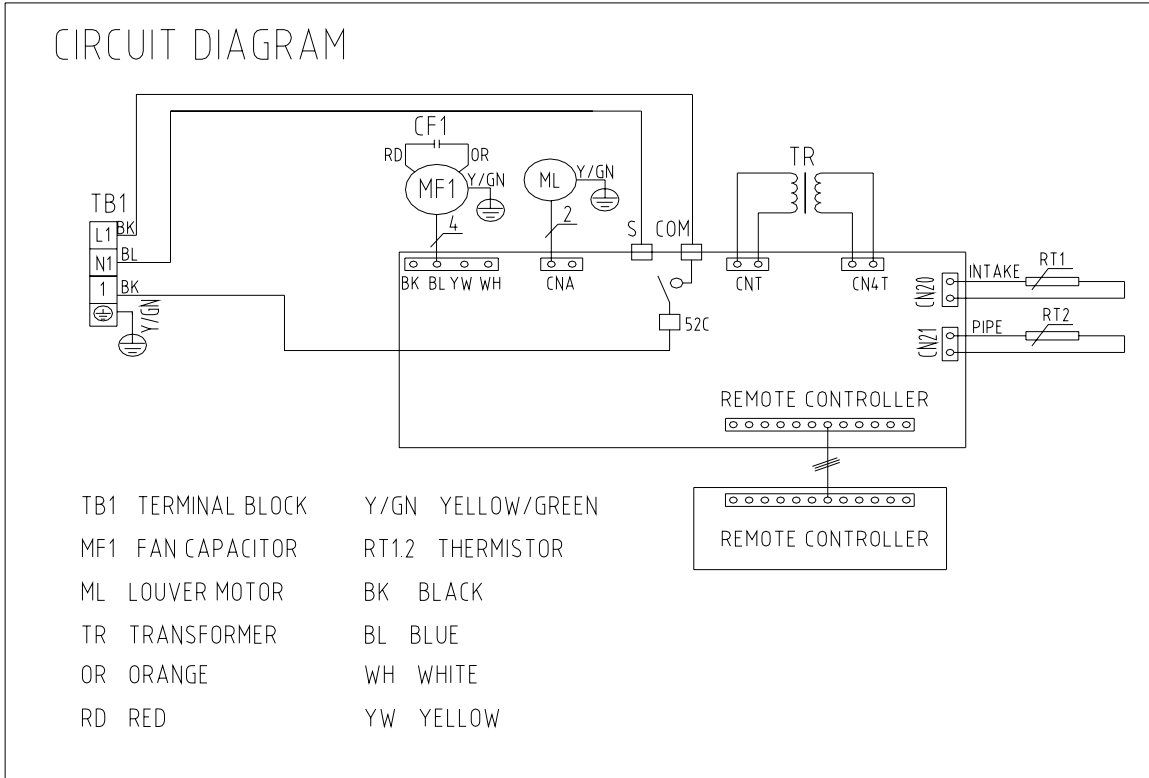 CIRCUIT DIAGRAM
CF1
RD OR
MF1 Y/GN
ML Y/GN
TR
TB1
L1 BK
N1 BL
1 BK
Y/GN
4
2
S COM
BK BL YW WH
CNA
CNT
CN4T
52C
CN20 INTAKE RT1
CN21 PIPE RT2
REMOTE CONTROLLER
REMOTE CONTROLLER
TB1 TERMINAL BLOCK Y/GN YELLOW/GREEN
MF1 FAN CAPACITOR RT1.2 THERMISTOR
ML LOUVER MOTOR BK BLACK
TR TRANSFORMER BL BLUE
OR ORANGE WH WHITE
RD RED YW YELLOW